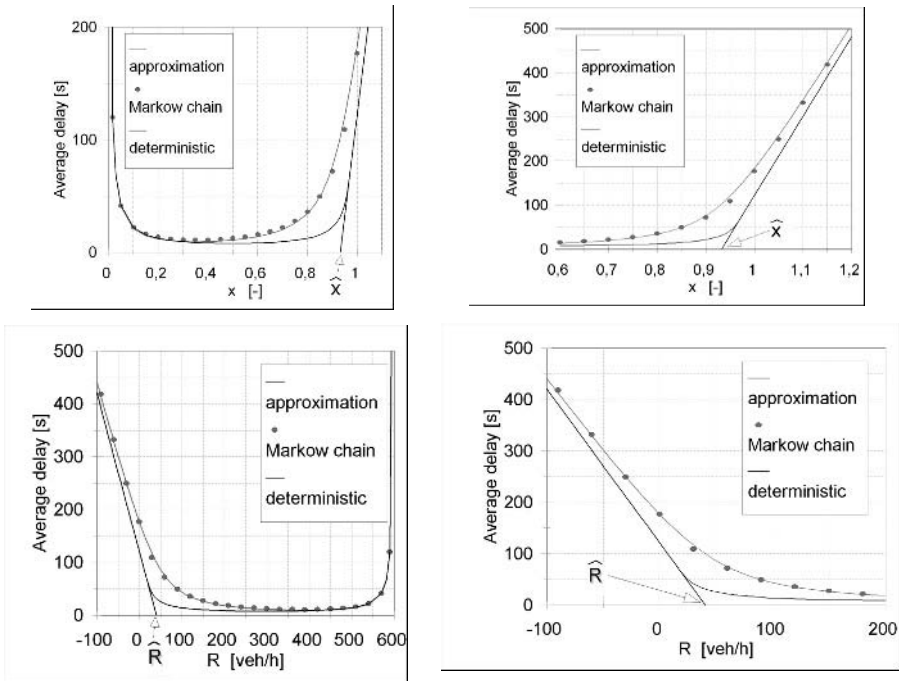 200
100
0
Average delay [s]
approximation
Markow chain
deterministic
0 0,2 0,4 0,6 0,8 1
x [-]
x̂
500
400
300
200
100
0
Average delay [s]
approximation
Markow chain
deterministic
x̂
0,6 0,7 0,8 0,9 1 1,1 1,2
x [-]
500
400
300
200
100
0
Average delay [s]
approximation
Markow chain
deterministic
-100 0 100 200 300 400 500 600
R̂
R [veh/h]
500
400
300
200
100
0
Average delay [s]
approximation
Markow chain
deterministic
R̂
-100 0 100 200
R [veh/h]